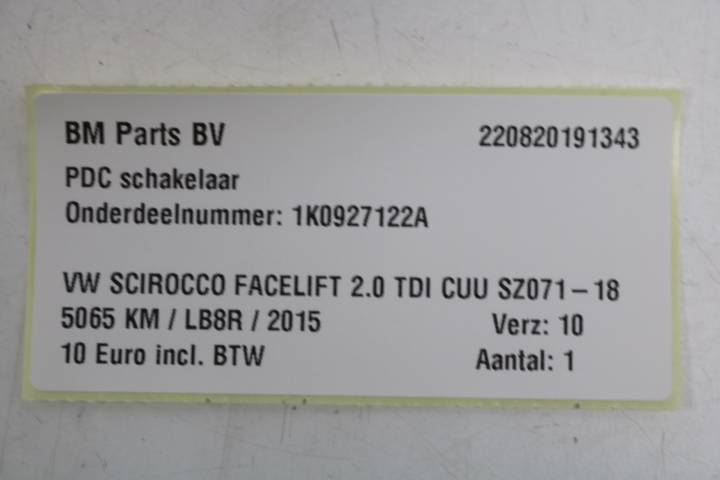 BM Parts BV 220820191343
PDC schakelaar
Onderdeelnummer: 1K0927122A
VW SCIROCCO FACELIFT 2.0 TDI CUU SZ071-18
5065 KM / LB8R / 2015 Verz: 10
10 Euro incl. BTW Aantal: 1